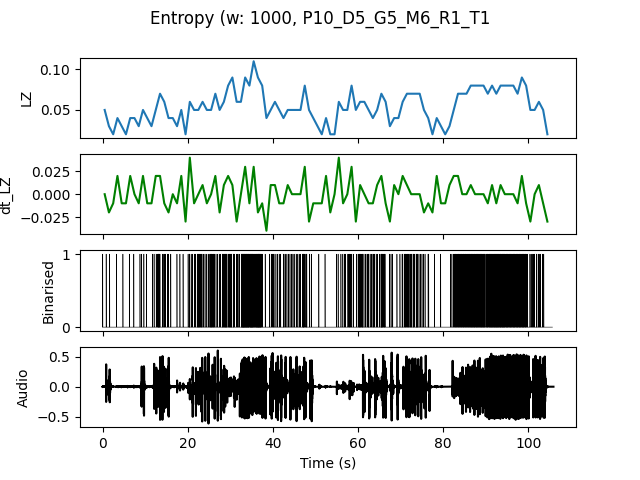 Entropy (w: 1000, P10_D5_G5_M6_R1_T1
0.10
0.05
LZ
0.025
0.000
−0.025
dt_LZ
1
0
Binarised
0.5
0.0
−0.5
Audio
0 20 40 60 80 100
Time (s)